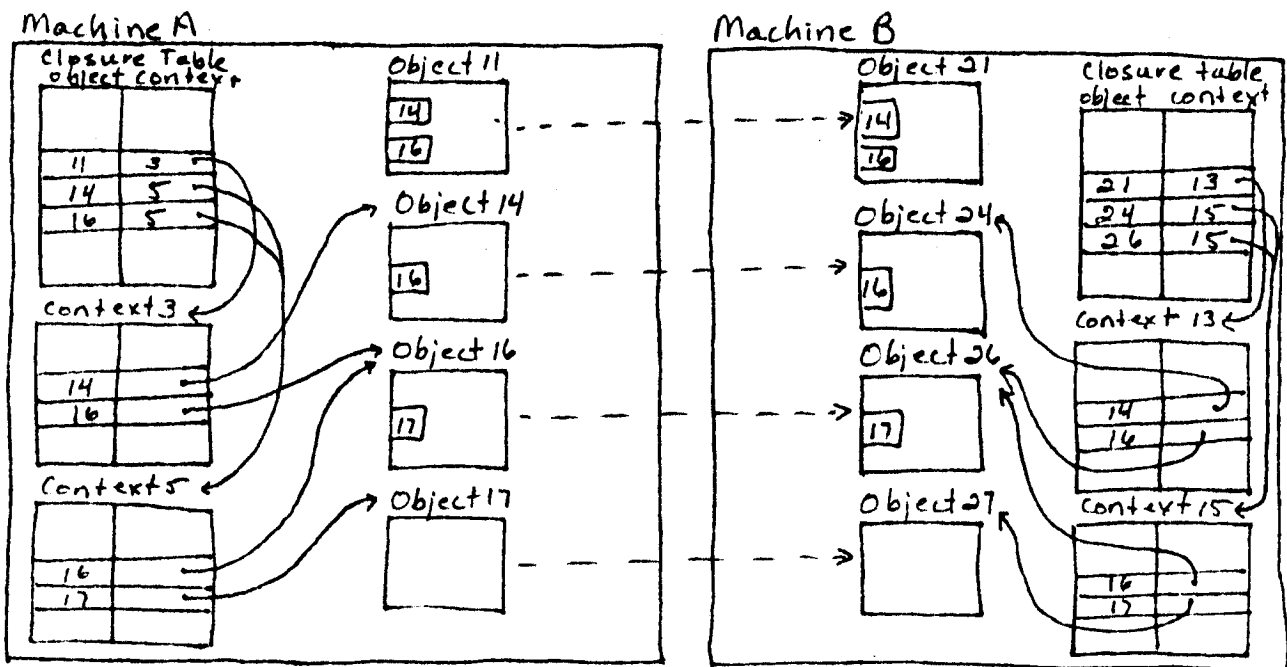 Machine A
Closure Table
object context
11 3
14 5
16 5
Context 3
14
16
Context 5
16
17
Object 11
14
16
Object 14
16
Object 16
17
Object 17
Machine B
Object 21
14
16
Object 24
16
Object 26
17
Object 27
Closure table
object context
21 13
24 15
26 15
Context 13
14
16
Context 15
16
17